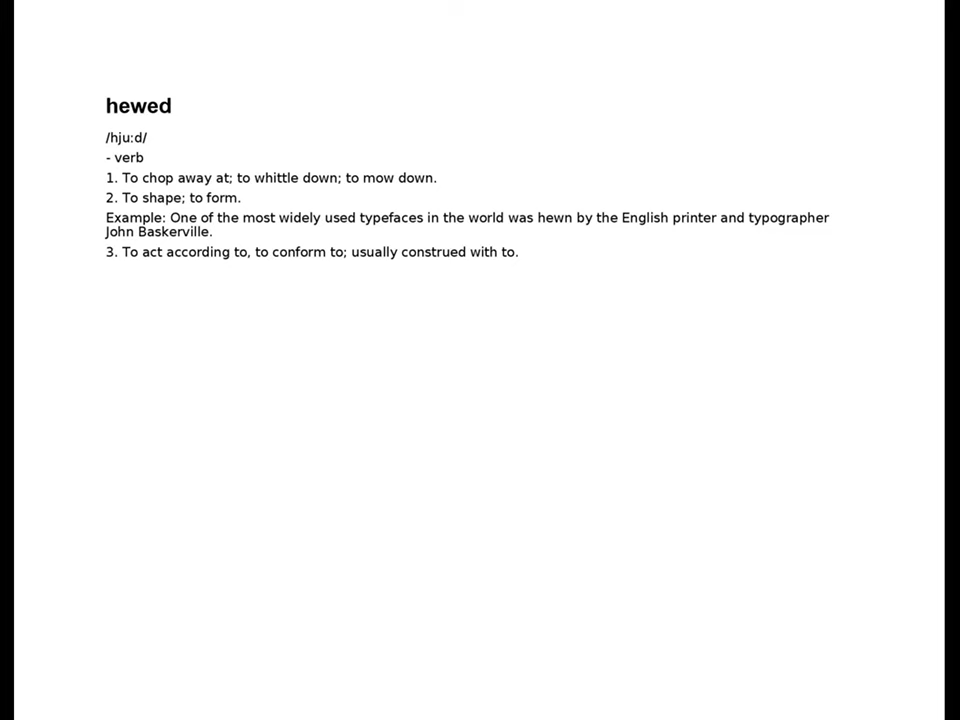 hewed
/hju:d/
- verb
1. To chop away at; to whittle down; to mow down.
2. To shape; to form.
Example: One of the most widely used typefaces in the world was hewn by the English printer and typographer
John Baskerville.
3. To act according to, to conform to; usually construed with to.